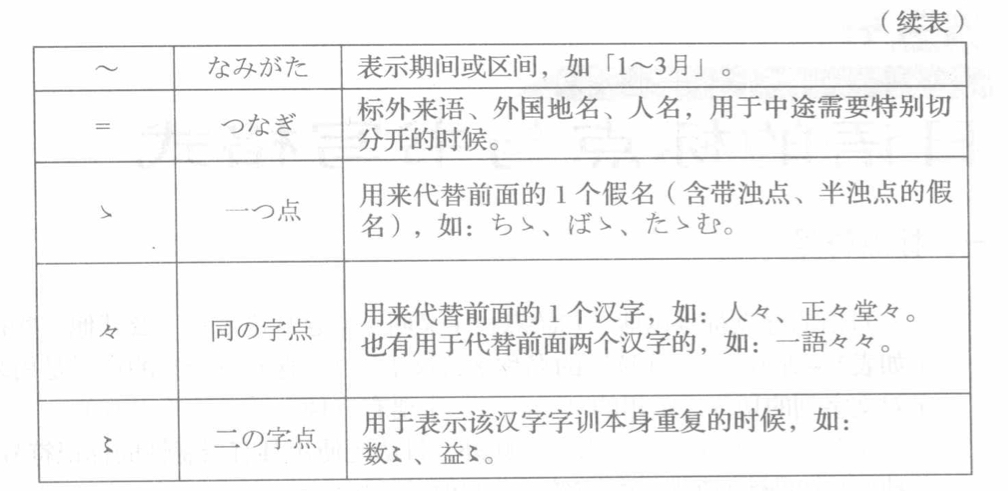 （续表）
～ なみがた 表示期间或区间，如「1～3月」。
= つなぎ 标外来语、外国地名、人名，用于中途需要特别切
分开的时候。
ゝ 一つ点 用来代替前面的 1 个假名（含带浊点、半浊点的假
名），如：ちゝ、ばゝ、たゝむ。
々 同の字点 用来代替前面的 1 个汉字，如：人々、正々堂々。
也有用于代替前面两个汉字的，如：一語々々。
〻 二の字点 用于表示该汉字字训本身重复的时候，如：
数〻、益〻。